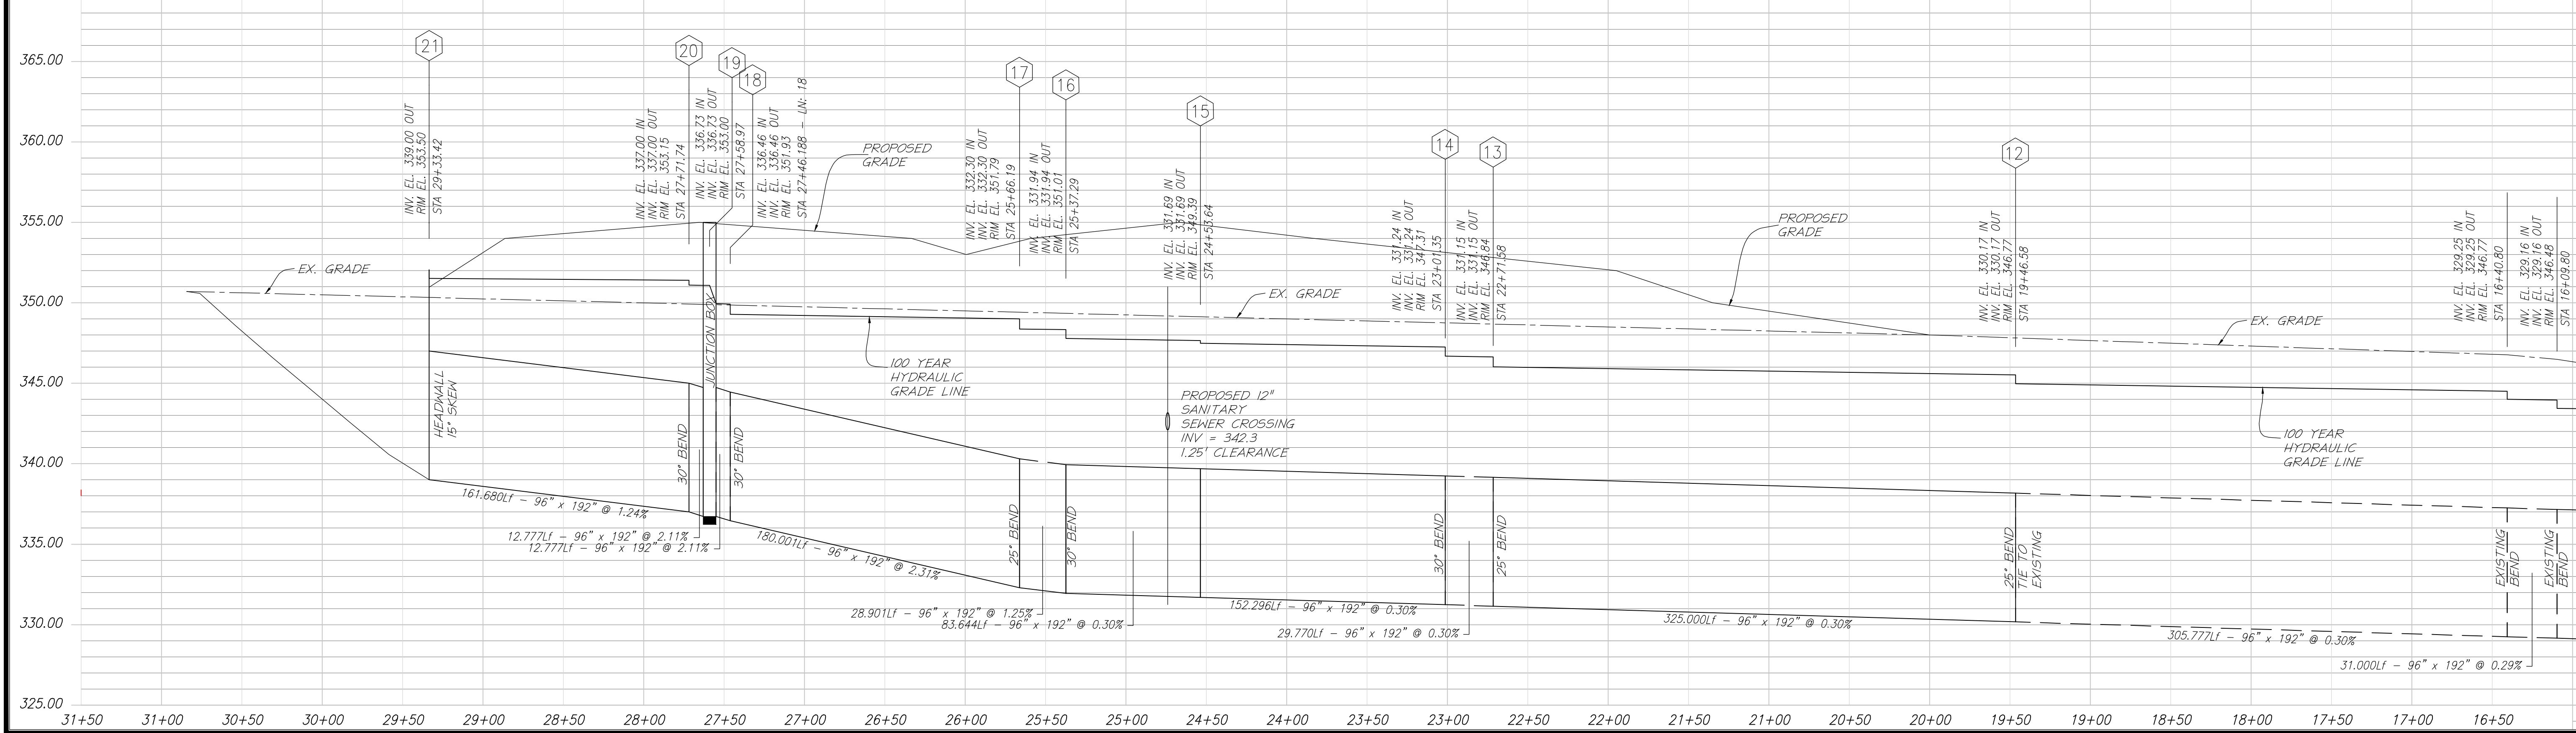 365.00
360.00
355.00
350.00
345.00
340.00
335.00
330.00
325.00
21
INV. EL. 339.00 OUT
RIM EL. 353.50
STA 29+33.42
20
INV. EL. 337.00 IN
INV. EL. 337.00 OUT
RIM EL. 353.15
STA 27+71.74
19
INV. EL. 336.73 IN
INV. EL. 336.73 OUT
RIM EL. 353.00
STA 27+58.97
18
INV. EL. 336.46 IN
INV. EL. 336.46 OUT
RIM EL. 351.93
STA 27+46.188 - LN: 18
PROPOSED
GRADE
17
INV. EL. 332.30 IN
INV. EL. 332.30 OUT
RIM EL. 351.79
STA 25+66.19
16
INV. EL. 331.94 IN
INV. EL. 331.94 OUT
RIM EL. 351.01
STA 25+37.29
15
INV. EL. 331.69 IN
INV. EL. 331.69 OUT
RIM EL. 349.39
STA 24+53.64
14
INV. EL. 331.24 IN
INV. EL. 331.24 OUT
RIM EL. 347.31
STA 23+01.35
13
INV. EL. 331.15 IN
INV. EL. 331.15 OUT
RIM EL. 346.84
STA 22+71.58
PROPOSED
GRADE
12
INV. EL. 330.17 IN
INV. EL. 330.17 OUT
RIM EL. 346.77
STA 19+46.58
INV. EL. 329.25 IN
INV. EL. 329.25 OUT
RIM EL. 346.77
STA 16+40.80
INV. EL. 329.16 IN
INV. EL. 329.16 OUT
RIM EL. 346.48
STA 16+09.80
EX. GRADE
EX. GRADE
EX. GRADE
HEADWALL
15° SKEW
30° BEND
JUNCTION BOX
30° BEND
100 YEAR
HYDRAULIC
GRADE LINE
25° BEND
30° BEND
PROPOSED 12"
SANITARY
SEWER CROSSING
INV = 342.3
1.25' CLEARANCE
30° BEND
25° BEND
25° BEND
TIE TO
EXISTING
100 YEAR
HYDRAULIC
GRADE LINE
EXISTING
BEND
EXISTING
BEND
161.680Lf - 96" x 192" @ 1.24%
12.777Lf - 96" x 192" @ 2.11%
12.777Lf - 96" x 192" @ 2.11%
180.001Lf - 96" x 192" @ 2.31%
28.901Lf - 96" x 192" @ 1.25%
83.644Lf - 96" x 192" @ 0.30%
152.296Lf - 96" x 192" @ 0.30%
29.770Lf - 96" x 192" @ 0.30%
325.000Lf - 96" x 192" @ 0.30%
305.777Lf - 96" x 192" @ 0.30%
31.000Lf - 96" x 192" @ 0.29%
31+50 31+00 30+50 30+00 29+50 29+00 28+50 28+00 27+50 27+00 26+50 26+00 25+50 25+00 24+50 24+00 23+50 23+00 22+50 22+00 21+50 21+00 20+50 20+00 19+50 19+00 18+50 18+00 17+50 17+00 16+50